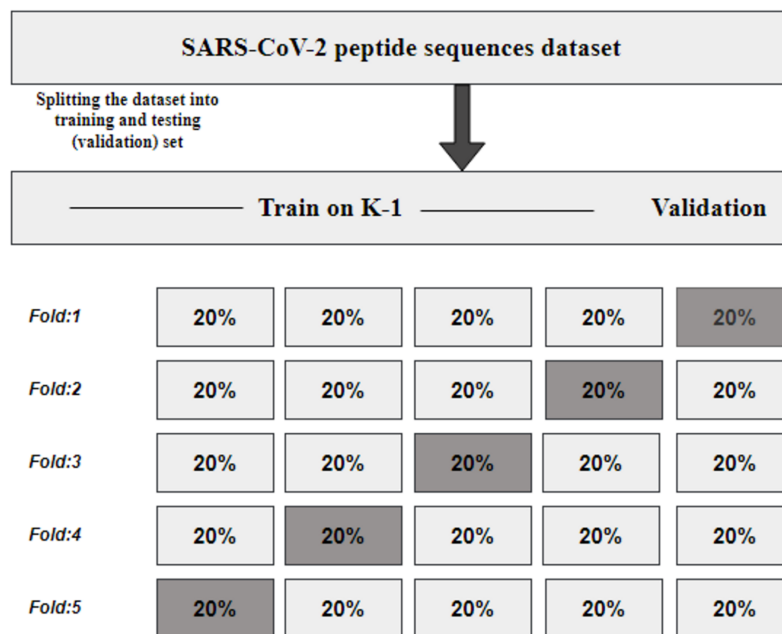 SARS-CoV-2 peptide sequences dataset
Splitting the dataset into
training and testing
(validation) set
Train on K-1 Validation
Fold:1 20% 20% 20% 20% 20%
Fold:2 20% 20% 20% 20% 20%
Fold:3 20% 20% 20% 20% 20%
Fold:4 20% 20% 20% 20% 20%
Fold:5 20% 20% 20% 20% 20%